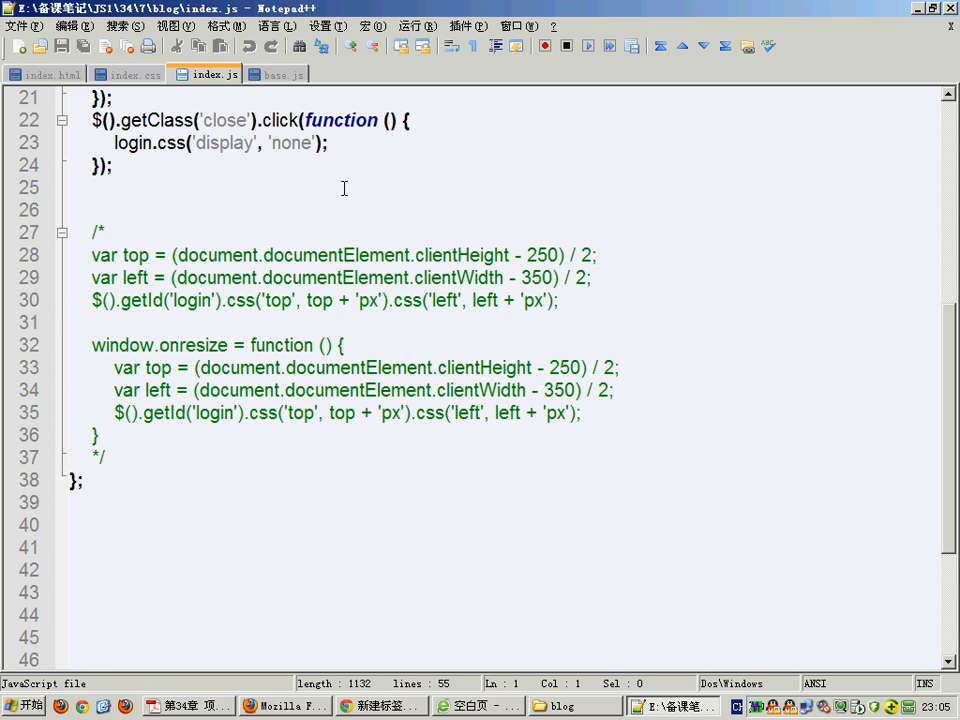 E:\备课笔记\JS1\34\7\blog\index.js - Notepad++
文件(F) 编辑(E) 搜索(S) 视图(V) 格式(M) 语言(L) 设置(T) 宏(O) 运行(R) 插件(P) 窗口(W) ? X
index.html index.css index.js base.js
21 });
22 $().getClass('close').click(function () {
23 login.css('display', 'none');
24 });
25
26
27 /*
28 var top = (document.documentElement.clientHeight - 250) / 2;
29 var left = (document.documentElement.clientWidth - 350) / 2;
30 $().getId('login').css('top', top + 'px').css('left', left + 'px');
31
32 window.onresize = function () {
33 var top = (document.documentElement.clientHeight - 250) / 2;
34 var left = (document.documentElement.clientWidth - 350) / 2;
35 $().getId('login').css('top', top + 'px').css('left', left + 'px');
36 }
37 */
38 };
39
40
41
42
43
44
45
46
JavaScript file length : 1132 lines : 55 Ln : 1 Col : 1 Sel : 0 Dos\Windows ANSI INS
开始 第34章 项... Mozilla F... 新建标签... 空白页 - ... blog E:\备课笔... CH 23:05